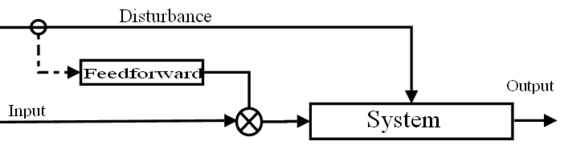 Disturbance
Feedforward
Output
Input
System